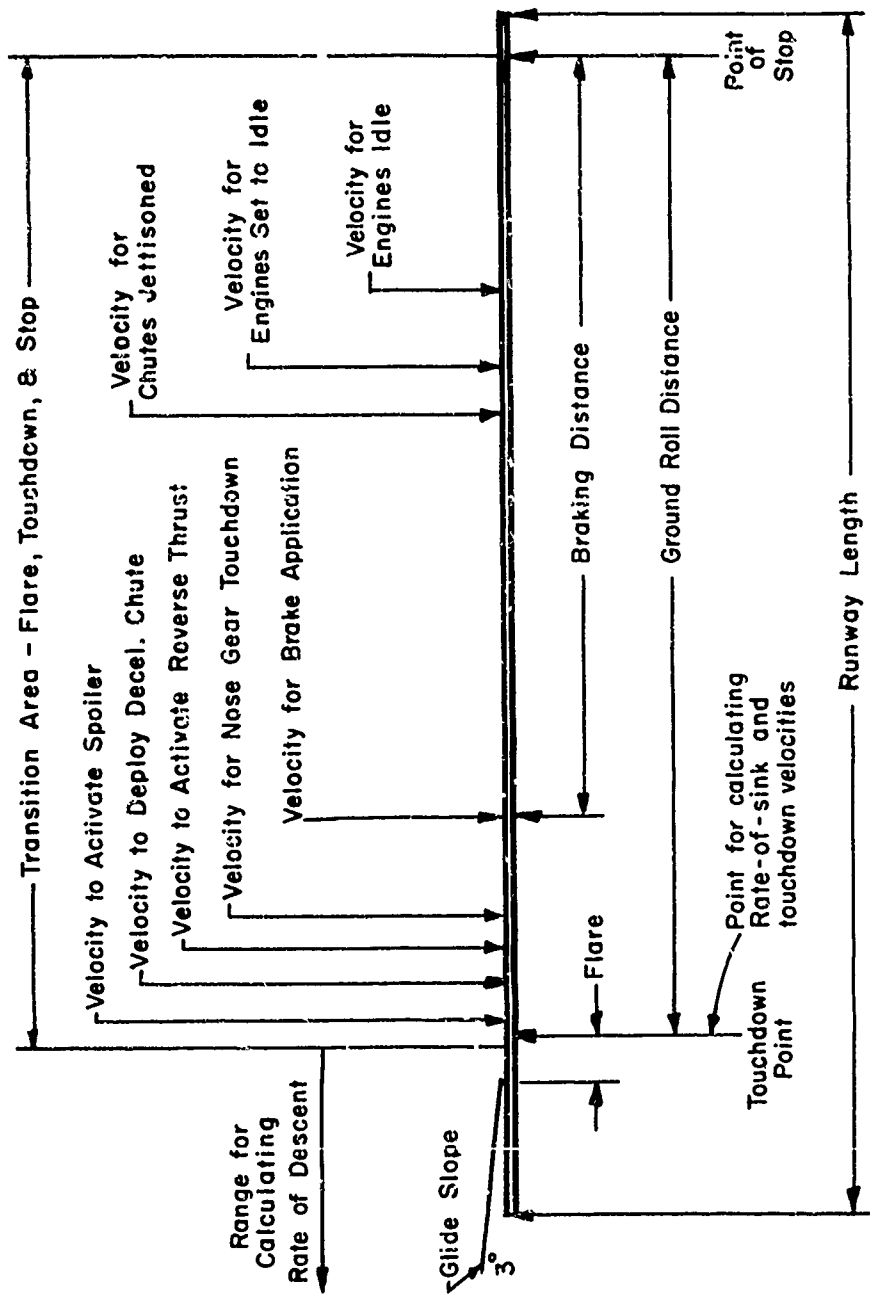 Transition Area - Flare, Touchdown, & Stop
Velocity to Activate Spoiler
Velocity to Deploy Decel. Chute
Velocity to Activate Reverse Thrust
Velocity for Nose Gear Touchdown
Velocity for Brake Application
Velocity for
Chutes Jettisoned
Velocity for
Engines Set to Idle
Velocity for
Engines Idle
Range for
Calculating
Rate of Descent
Glide Slope
3°
Flare
Braking Distance
Ground Roll Distance
Point
of
Stop
Point for calculating
Rate-of-sink and
touchdown velocities
Touchdown
Point
Runway Length